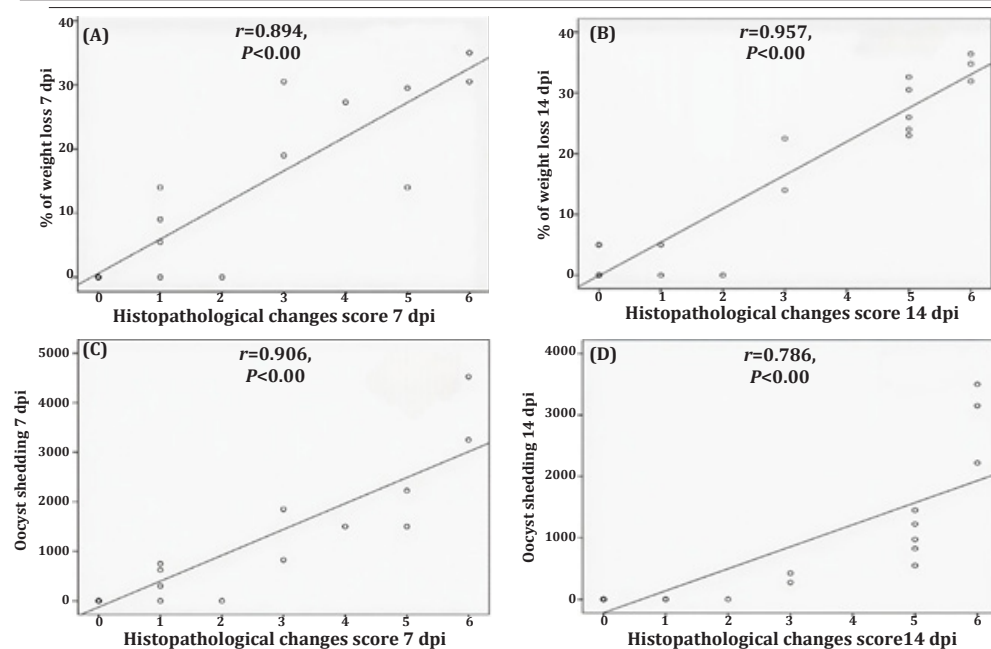 (A)
r=0.894,
P<0.00
% of weight loss 7 dpi
40
30
20
10
0
0 1 2 3 4 5 6
Histopathological changes score 7 dpi
(B)
r=0.957,
P<0.00
% of weight loss 14 dpi
40
30
20
10
0
0 1 2 3 4 5 6
Histopathological changes score 14 dpi
(C)
r=0.906,
P<0.00
Oocyst shedding 7 dpi
5000
4000
3000
2000
1000
0
0 1 2 3 4 5 6
Histopathological changes score 7 dpi
(D)
r=0.786,
P<0.00
Oocyst shedding 14 dpi
4000
3000
2000
1000
0
0 1 2 3 4 5 6
Histopathological changes score14 dpi